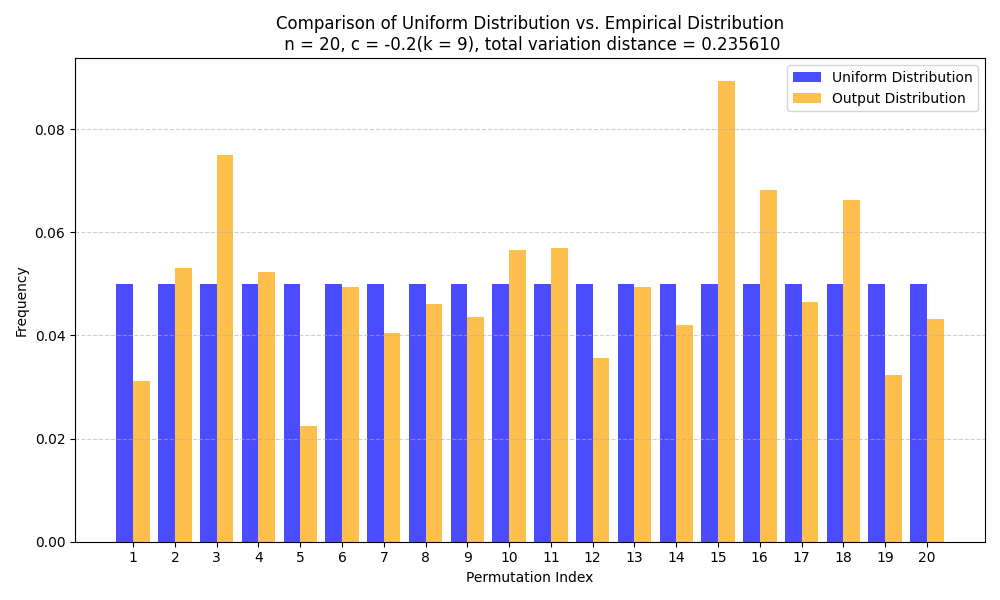 Comparison of Uniform Distribution vs. Empirical Distribution
n = 20, c = -0.2(k = 9), total variation distance = 0.235610
Uniform Distribution
Output Distribution
Frequency
0.08
0.06
0.04
0.02
0.00
1 2 3 4 5 6 7 8 9 10 11 12 13 14 15 16 17 18 19 20
Permutation Index